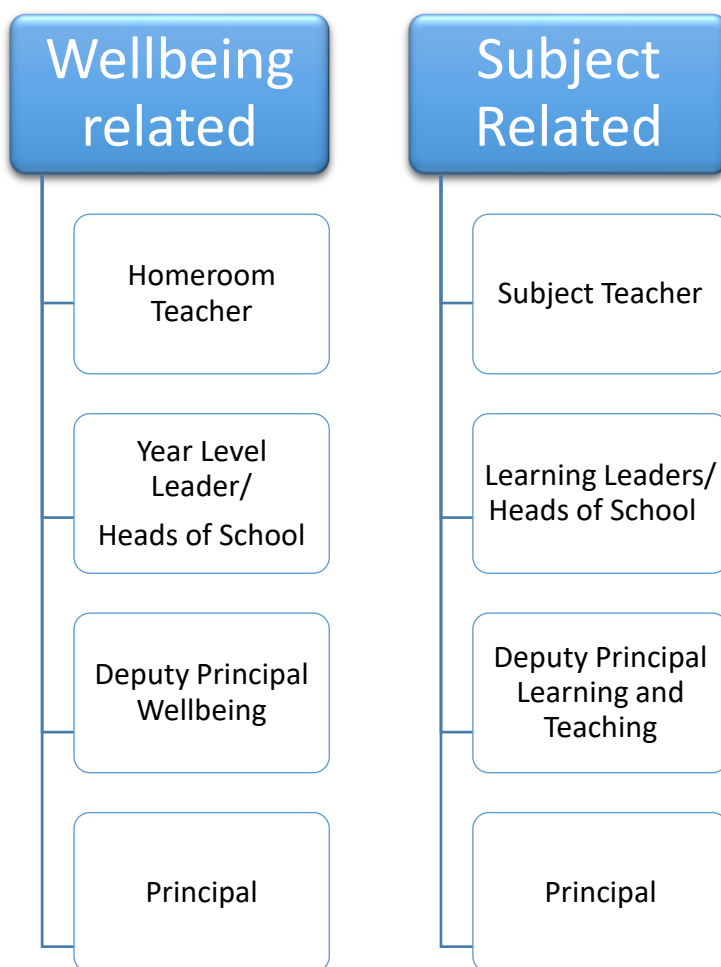 Wellbeing
related
Homeroom
Teacher
Year Level
Leader/
Heads of School
Deputy Principal
Wellbeing
Principal
Subject
Related
Subject Teacher
Learning Leaders/
Heads of School
Deputy Principal
Learning and
Teaching
Principal